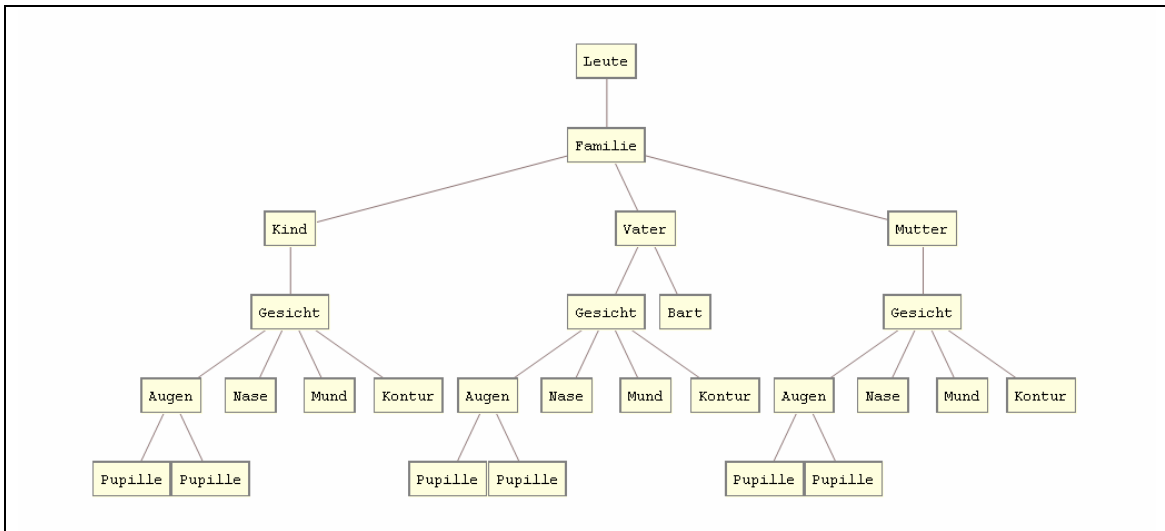 Leute
Familie
Kind Vater Mutter
Gesicht Gesicht Bart Gesicht
Augen Nase Mund Kontur Augen Nase Mund Kontur Augen Nase Mund Kontur
Pupille Pupille Pupille Pupille Pupille Pupille